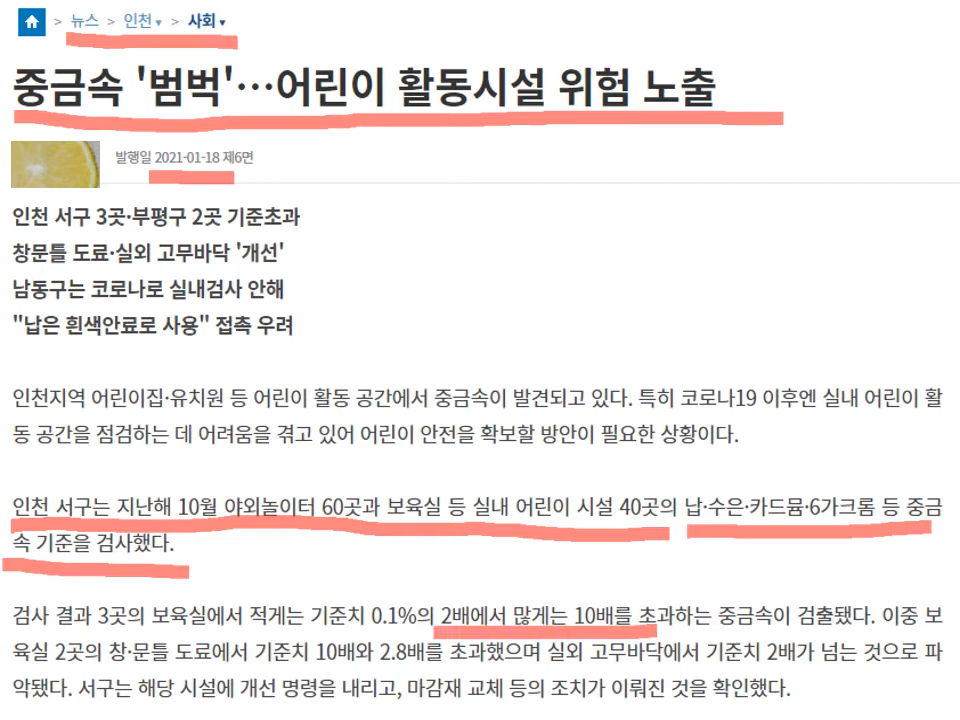 > 뉴스 > 인천▾ > 사회▾
중금속 '범벅'…어린이 활동시설 위험 노출
발행일 2021-01-18 제6면
인천 서구 3곳·부평구 2곳 기준초과
창문틀 도료·실외 고무바닥 '개선'
남동구는 코로나로 실내검사 안해
"납은 흰색안료로 사용" 접촉 우려
인천지역 어린이집·유치원 등 어린이 활동 공간에서 중금속이 발견되고 있다. 특히 코로나19 이후엔 실내 어린이 활
동 공간을 점검하는 데 어려움을 겪고 있어 어린이 안전을 확보할 방안이 필요한 상황이다.
인천 서구는 지난해 10월 야외놀이터 60곳과 보육실 등 실내 어린이 시설 40곳의 납·수은·카드뮴·6가크롬 등 중금
속 기준을 검사했다.
검사 결과 3곳의 보육실에서 적게는 기준치 0.1%의 2배에서 많게는 10배를 초과하는 중금속이 검출됐다. 이중 보
육실 2곳의 창·문틀 도료에서 기준치 10배와 2.8배를 초과했으며 실외 고무바닥에서 기준치 2배가 넘는 것으로 파
악됐다. 서구는 해당 시설에 개선 명령을 내리고, 마감재 교체 등의 조치가 이뤄진 것을 확인했다.